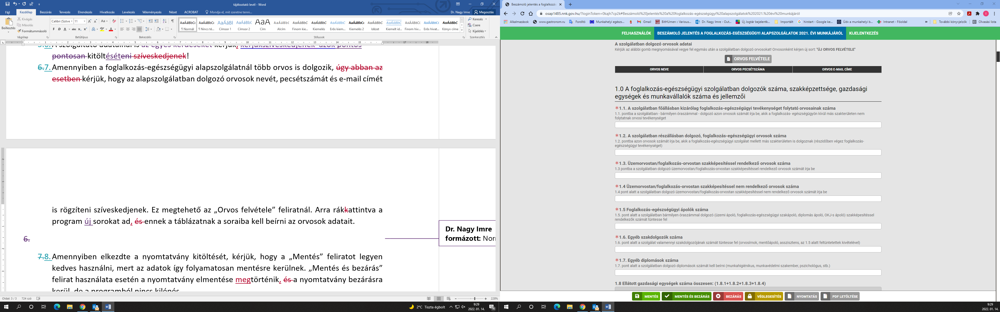 tájékoztató levél - Word
Fájl Kezdőlap Beszúrás Tervezés Elrendezés Hivatkozás Levelezés Véleményezés Nézet ACROBAT Mondja el, mit szeretne tenni... Dr. Nagy Imre Megosztás
Beillesztés
Kivágás
Másolás
Formátummásoló
Vágólap
Calibri (Szöve 11
F D A abc x₂ x²
Betűtípus
Bekezdés
AaÁáBbCc AaÁáBbCc AaÁáBl AaÁáBbC AaÁ AaÁáBbC AaÁáBbC AaÁáBbC AaÁáBbC AaÁáBbCc AaÁáBbC AaÁáBbC AaÁáBbCc AaÁáBbCc AaÁáBbC
¶ Normál ¶ Nincs té... Címsor 1 Címsor 2 Cím Alcím Finom kie... Kiemelés Erős kiem... Kiemelés 2 Idézet Kiemelt id... Finom hiv... Erős hivat... Könyv címe
Stílusok
Keresés
Csere
Kijelölés
Szerkesztés
pontosan kitöltéséteni szíveskedjenek!
6.7. Amennyiben a foglalkozás-egészségügyi alapszolgálatnál több orvos is dolgozik, úgy abban az
esetben kérjük, hogy az alapszolgálatban dolgozó orvosok nevét, pecsétszámát és e-mail címét
is rögzíteni szíveskedjenek. Ez megtehető az „Orvos felvétele” feliratnál. Arra rákkattintva a
program új sorokat ad, és ennek a táblázatnak a soraiba kell beírni az orvosok adatait.
6.
Dr. Nagy Imre
formázott: Nor
7.8. Amennyiben elkezdte a nyomtatvány kitöltését, kérjük, hogy a „Mentés” feliratot legyen
kedves használni, mert az adatok így folyamatosan mentésre kerülnek. „Mentés és bezárás”
felirat használata esetén a nyomtatvány elmentése megtörténik, és a nyomtatvány bezárásra
kerül, de a programból nincs kilépés
Oldal: 3 / 3 724 szó 228%
2°C Tiszta égbolt 9:29
2022. 01. 14. 16
Beszámoló jelentés a foglalkozás
osap1485.nnk.gov.hu/?loginToken=0kajh7cp2k#Beszámoló%20jelentés%20a%20foglalkozás-egészségügyi%20alapszolgálatok%202021.%20évi%20munkájáról
Alkalmazások www.gastronom.ru Fordító Munkahelyi egészs... Gmail BitHUmen :: Various... Dr. Nagy Imre - Out... Új Jogtár bejelentk... Importált hirstart - Google ke... Üdv a munkahelyi b... Intranet - Főoldal » További könyvjelzők Olvasási lista
FELHASZNÁLÓK BESZÁMOLÓ JELENTÉS A FOGLALKOZÁS-EGÉSZSÉGÜGYI ALAPSZOLGÁLATOK 2021. ÉVI MUNKÁJÁRÓL KIJELENTKEZÉS
A szolgálatban dolgozó orvosok adatai
Kérjük az alábbi gomb megnyomásával vegye fel egymás után a szolgálatban dolgozó orvosokat! Orvosonként kérjen új sort: "ÚJ ORVOS FELVÉTELE"
ORVOS FELVÉTELE
ORVOS NEVE ORVOS PECSÉTSZÁMA ORVOS E-MAIL CÍME
1.0 A foglalkozás-egészségügyi szolgálatban dolgozók száma, szakképzettsége, gazdasági
egységek és munkavállalók száma és jellemzői
*1.1. A szolgálatban főállásban kizárólag foglalkozás-egészségügyi tevékenységet folytató orvosainak száma
1.1. pontba a szolgálatban - bármilyen óraszámmal - dolgozó azon orvosok számát írja be, akik a foglalkozás- egészségügyön kívül más szakterületen nem
folytatnak orvosi tevékenységet
*1.2. A szolgálatban részállásban dolgozó, foglalkozás-egészségügyi orvosok száma
1.2. pontba azon orvosok számát írja be, akik a foglalkozás-egészségügyi szolgálat mellett más szakterületen is dolgoznak (részidőben végez foglalkozás-
egészségügyi tevékenységet)
*1.3. Üzemorvostan/foglalkozás-orvostan szakképesítéssel rendelkező orvosok száma
1.3 pontba a szolgálatban dolgozó üzemorvostan/foglalkozás-orvostan szakképesítéssel rendelkező orvosok számát írja be
*1.4 Üzemorvostan/foglalkozás-orvostan szakképesítéssel nem rendelkező orvosok száma
1.4 pont alatt a szolgálatban dolgozó üzemorvostan/foglalkozás-orvostan szakképesítéssel nem rendelkező orvosok számát írja be
*1.5 Foglalkozás-egészségügyi ápolók száma
1.5. pont alatt a szolgálatban bármilyen óraszámmal dolgozó (üzemi ápoló, foglalkozás-egészségügyi szakápoló, diplomás ápoló, OKJ-s ápoló) szakképesítéssel
rendelkezők számát tüntesse fel
*1.6. Egyéb szakdolgozók száma
1.6. pont alatt a szolgálat valamennyi szakdolgozójának számát tüntesse fel (orvosírnok, mentőápoló, asszisztens, az 1.5 alatt feltüntetettek kivételével)
*1.7. Egyéb diplomások száma
1.7. pont alatt a szolgálatban dolgozó diplomások számát kell beírni (munkahigiénikus, munkavédelmi szakember, pszichológus, stb.)
1.8 Ellátott gazdasági egységek száma összesen: (1.8.1+1.8.2+1.8.3+1.8.4)
MENTÉS MENTÉS ÉS BEZÁRÁS BEZÁRÁS VÉGLEGESÍTÉS NYOMTATÁS PDF LETÖLTÉSE
9:29
2022. 01. 14.